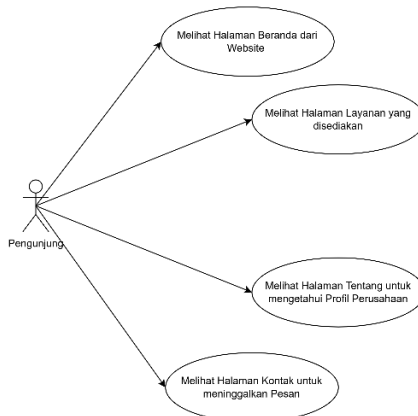 Melihat Halaman Beranda dari
Website
Melihat Halaman Layanan yang
disediakan
Pengunjung
Melihat Halaman Tentang untuk
mengetahui Profil Perusahaan
Melihat Halaman Kontak untuk
meninggalkan Pesan